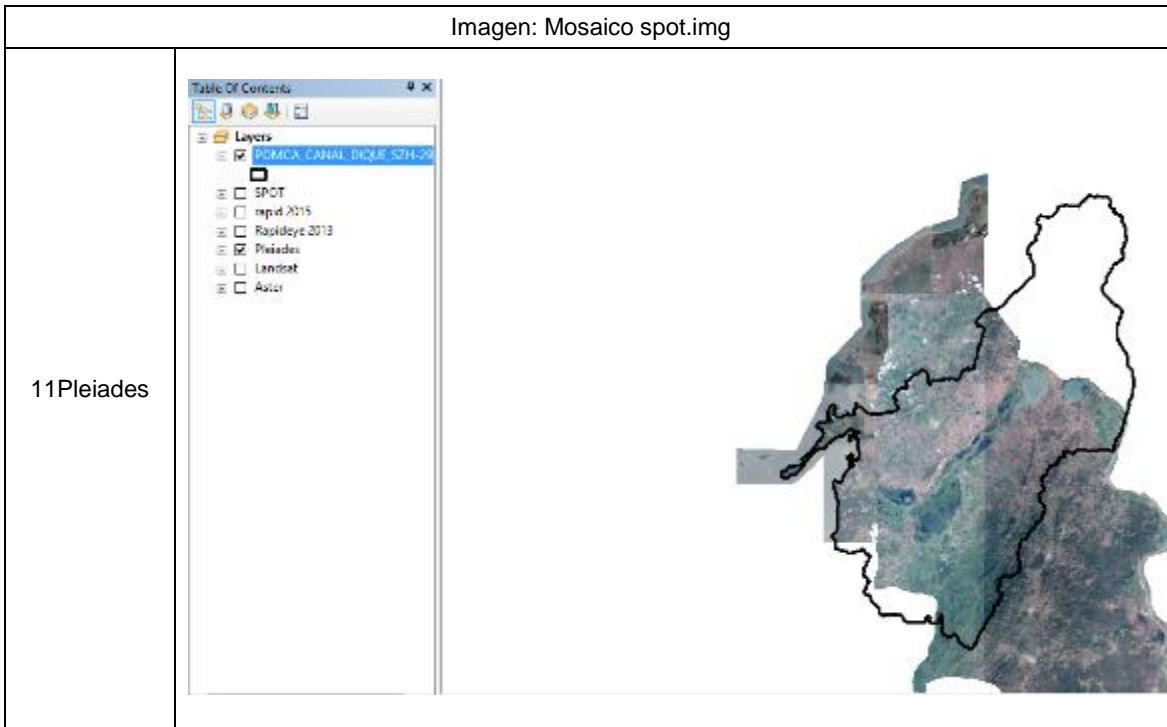 Imagen: Mosaico spot.img
11Pleiades
Table Of Contents
Layers
POMCA_CANAL_DIQUE_SZH-29
SPOT
rapid 2015
Rapideye 2013
Pleiades
Landsat
Aster